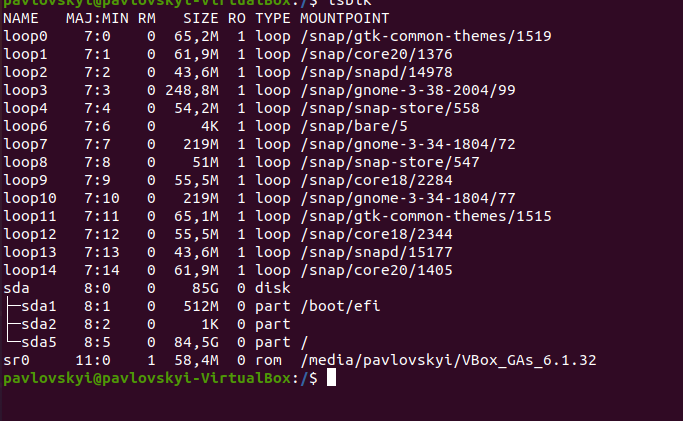 pavlovskyi@pavlovskyi-VirtualBox:/$ lsblk
NAME   MAJ:MIN RM   SIZE RO TYPE MOUNTPOINT
loop0    7:0    0  65,2M  1 loop /snap/gtk-common-themes/1519
loop1    7:1    0  61,9M  1 loop /snap/core20/1376
loop2    7:2    0  43,6M  1 loop /snap/snapd/14978
loop3    7:3    0 248,8M  1 loop /snap/gnome-3-38-2004/99
loop4    7:4    0  54,2M  1 loop /snap/snap-store/558
loop6    7:6    0     4K  1 loop /snap/bare/5
loop7    7:7    0   219M  1 loop /snap/gnome-3-34-1804/72
loop8    7:8    0    51M  1 loop /snap/snap-store/547
loop9    7:9    0  55,5M  1 loop /snap/core18/2284
loop10   7:10   0   219M  1 loop /snap/gnome-3-34-1804/77
loop11   7:11   0  65,1M  1 loop /snap/gtk-common-themes/1515
loop12   7:12   0  55,5M  1 loop /snap/core18/2344
loop13   7:13   0  43,6M  1 loop /snap/snapd/15177
loop14   7:14   0  61,9M  1 loop /snap/core20/1405
sda      8:0    0    85G  0 disk
├─sda1   8:1    0   512M  0 part /boot/efi
├─sda2   8:2    0     1K  0 part
└─sda5   8:5    0  84,5G  0 part /
sr0     11:0    1  58,4M  0 rom  /media/pavlovskyi/VBox_GAs_6.1.32
pavlovskyi@pavlovskyi-VirtualBox:/$